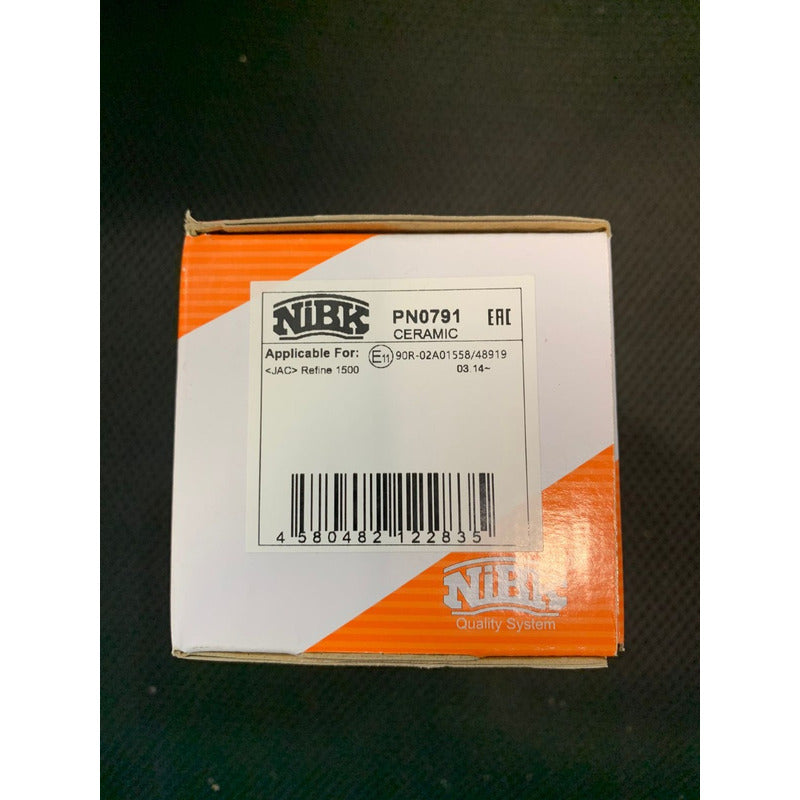 NiBK
PN0791
CERAMIC
EAC
Applicable For:
E11 90R-02A01558/48919
<JAC> Refine 1500
03.14~
4 580482 122835
NiBK
Quality System